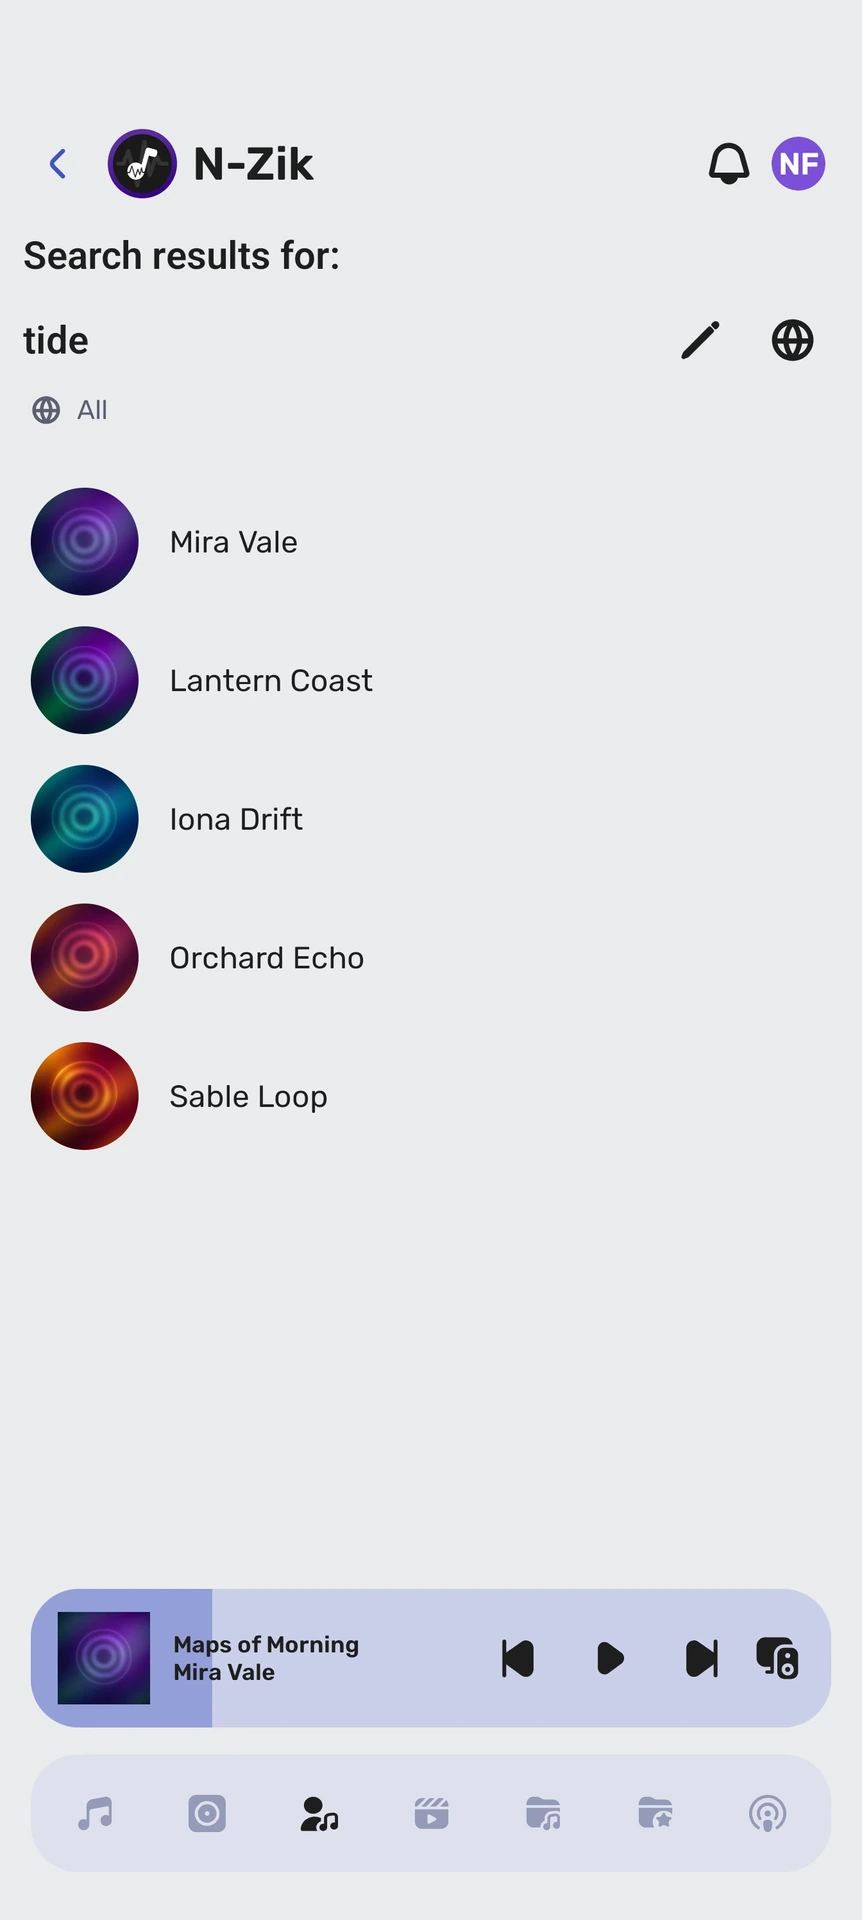 N-Zik
NF
Search results for:
tide
All
Mira Vale
Lantern Coast
Iona Drift
Orchard Echo
Sable Loop
Maps of Morning
Mira Vale